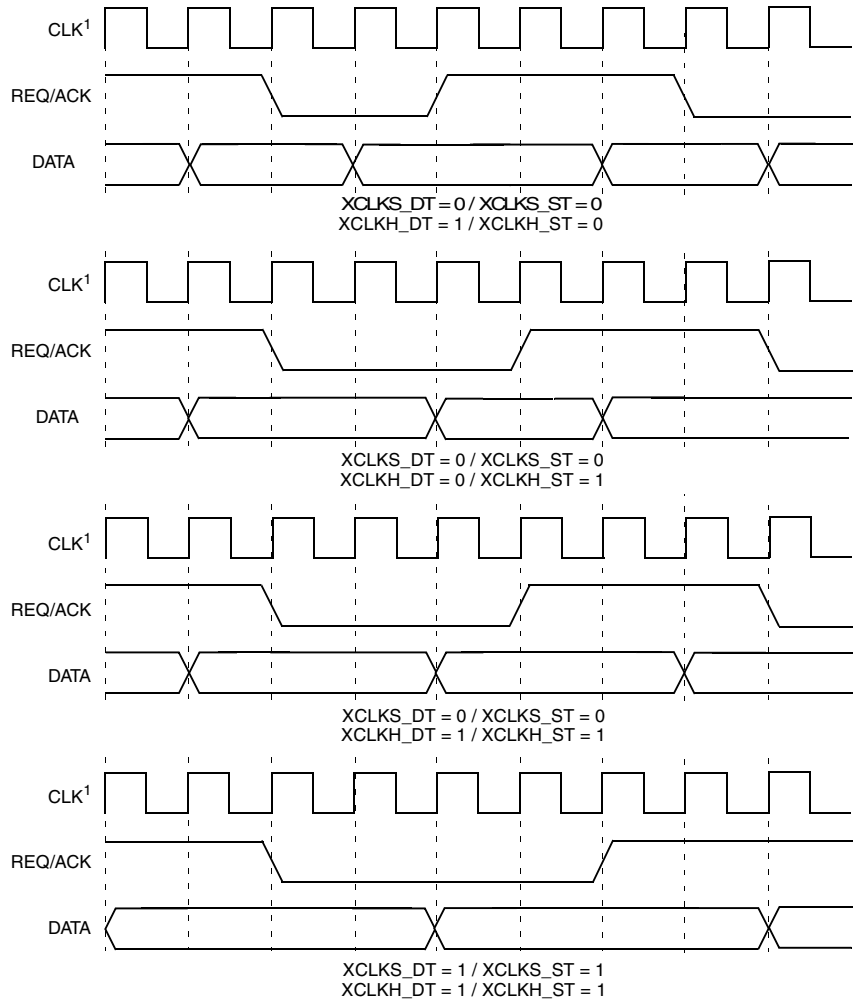 CLK¹
REQ/ACK
DATA
XCLKS_DT = 0 / XCLKS_ST = 0
XCLKH_DT = 1 / XCLKH_ST = 0
CLK¹
REQ/ACK
DATA
XCLKS_DT = 0 / XCLKS_ST = 0
XCLKH_DT = 0 / XCLKH_ST = 1
CLK¹
REQ/ACK
DATA
XCLKS_DT = 0 / XCLKS_ST = 0
XCLKH_DT = 1 / XCLKH_ST = 1
CLK¹
REQ/ACK
DATA
XCLKS_DT = 1 / XCLKS_ST = 1
XCLKH_DT = 1 / XCLKH_ST = 1